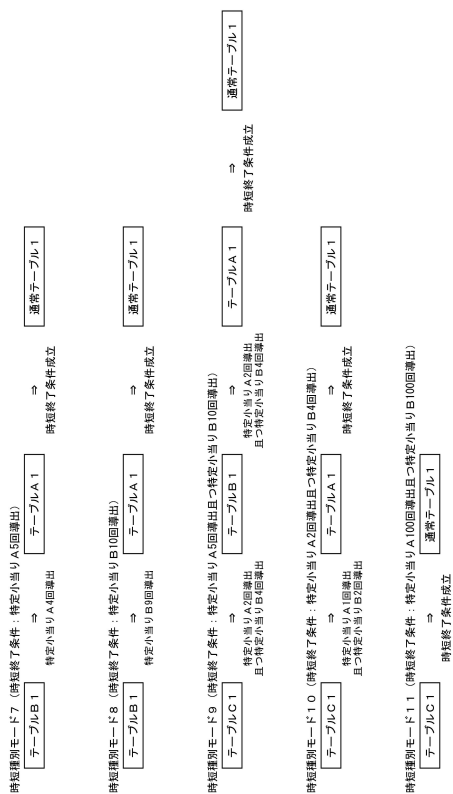 時短種別モード７（時短終了条件：特定小当りＡ5回導出）
テーブルＢ１
⇒
特定小当りＡ4回導出
テーブルＡ１
⇒
時短終了条件成立
通常テーブル１
時短種別モード８（時短終了条件：特定小当りＢ10回導出）
テーブルＢ１
⇒
特定小当りＢ9回導出
テーブルＡ１
⇒
時短終了条件成立
通常テーブル１
時短種別モード９（時短終了条件：特定小当りＡ5回導出且つ特定小当りＢ10回導出）
テーブルＣ１
⇒
特定小当りＡ2回導出
且つ特定小当りＢ4回導出
テーブルＢ１
⇒
特定小当りＡ2回導出
且つ特定小当りＢ4回導出
テーブルＡ１
⇒
時短終了条件成立
通常テーブル１
時短種別モード１０（時短終了条件：特定小当りＡ2回導出且つ特定小当りＢ4回導出）
テーブルＣ１
⇒
特定小当りＡ1回導出
且つ特定小当りＢ2回導出
テーブルＡ１
⇒
時短終了条件成立
通常テーブル１
時短種別モード１１（時短終了条件：特定小当りＡ100回導出且つ特定小当りＢ100回導出）
テーブルＣ１
⇒
時短終了条件成立
通常テーブル１